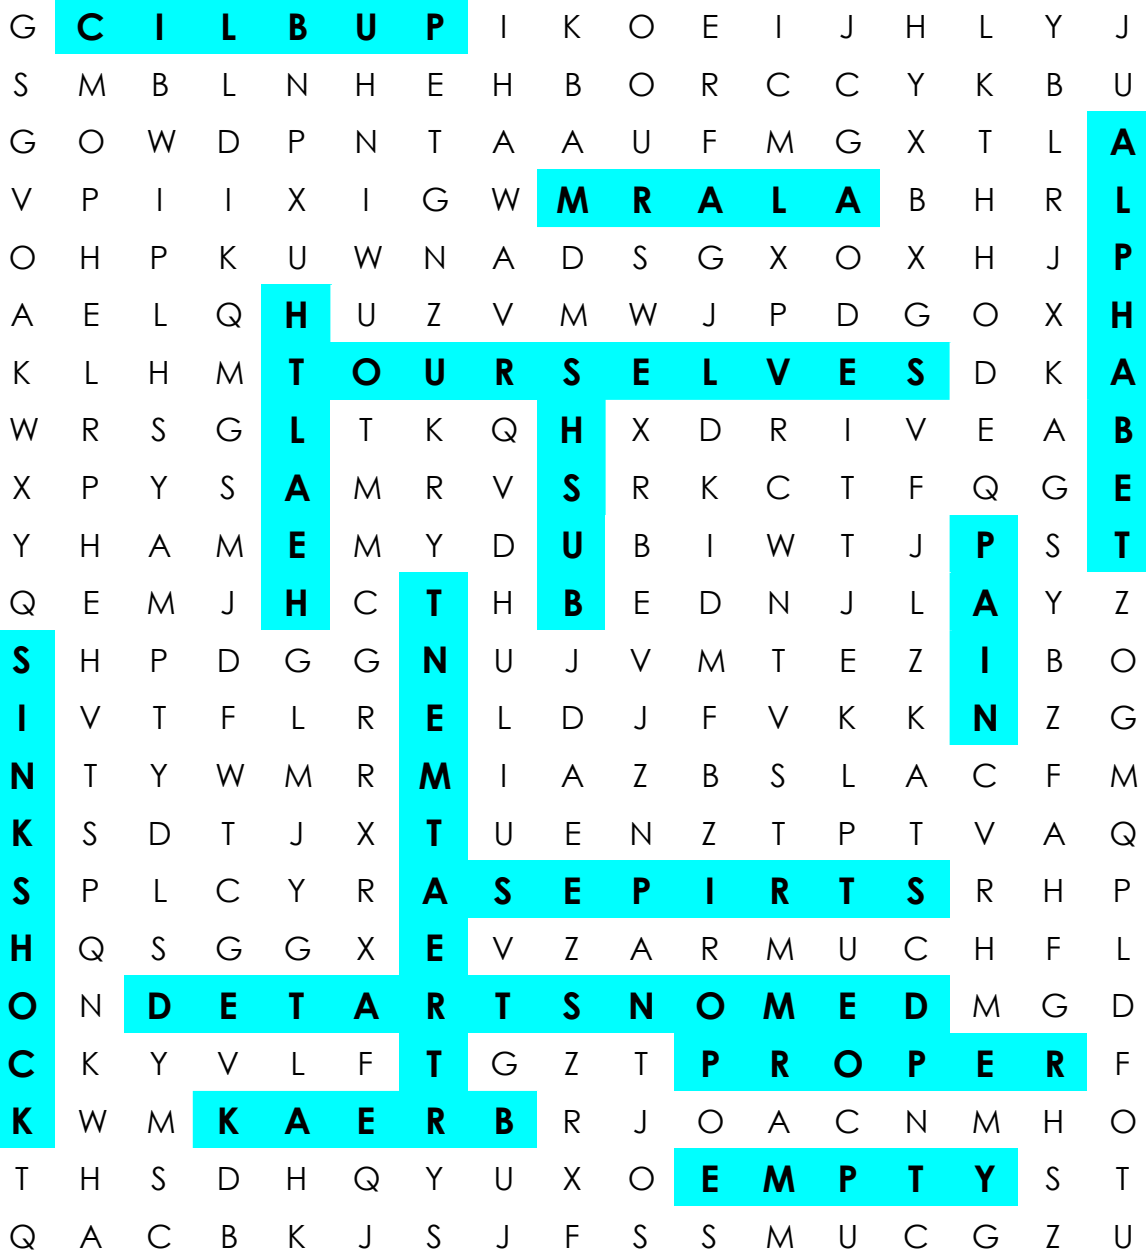 G C I L B U P I K O E I J H L Y J
S M B L N H E H B O R C C Y K B U
G O W D P N T A A U F M G X T L A
V P I I X I G W M R A L A B H R L
O H P K U W N A D S G X O X H J P
A E L Q H U Z V M W J P D G O X H
K L H M T O U R S E L V E S D K A
W R S G L T K Q H X D R I V E A B
X P Y S A M R V S R K C T F Q G E
Y H A M E M Y D U B I W T J P S T
Q E M J H C T H B E D N J L A Y Z
S H P D G G N U J V M T E Z I B O
I V T F L R E L D J F V K K N Z G
N T Y W M R M I A Z B S L A C F M
K S D T J X T U E N Z T P T V A Q
S P L C Y R A S E P I R T S R H P
H Q S G G X E V Z A R M U C H F L
O N D E T A R T S N O M E D M G D
C K Y V L F T G Z T P R O P E R F
K W M K A E R B R J O A C N M H O
T H S D H Q Y U X O E M P T Y S T
Q A C B K J S J F S S M U C G Z U